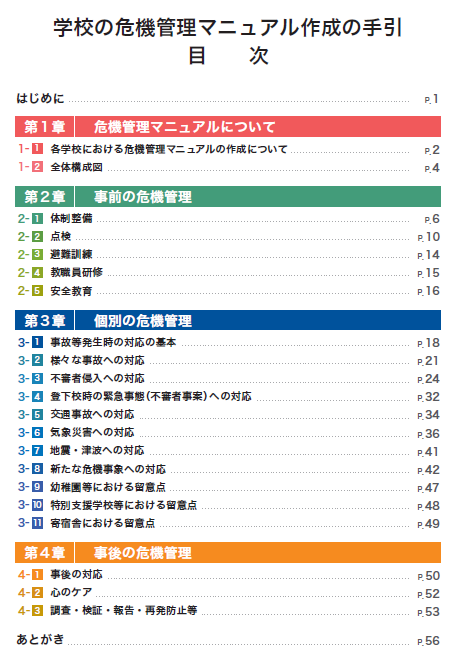 学校の危機管理マニュアル作成の手引
目 次
はじめに P.1
第1章 危機管理マニュアルについて
1-1 各学校における危機管理マニュアルの作成について P.2
1-2 全体構成図 P.4
第2章 事前の危機管理
2-1 体制整備 P.6
2-2 点検 P.10
2-3 避難訓練 P.14
2-4 教職員研修 P.15
2-5 安全教育 P.16
第3章 個別の危機管理
3-1 事故等発生時の対応の基本 P.18
3-2 様々な事故への対応 P.21
3-3 不審者侵入への対応 P.24
3-4 登下校時の緊急事態(不審者事案)への対応 P.32
3-5 交通事故への対応 P.34
3-6 気象災害への対応 P.36
3-7 地震・津波への対応 P.41
3-8 新たな危機事象への対応 P.42
3-9 幼稚園等における留意点 P.47
3-10 特別支援学校等における留意点 P.48
3-11 寄宿舎における留意点 P.49
第4章 事後の危機管理
4-1 事後の対応 P.50
4-2 心のケア P.52
4-3 調査・検証・報告・再発防止等 P.53
あとがき P.56